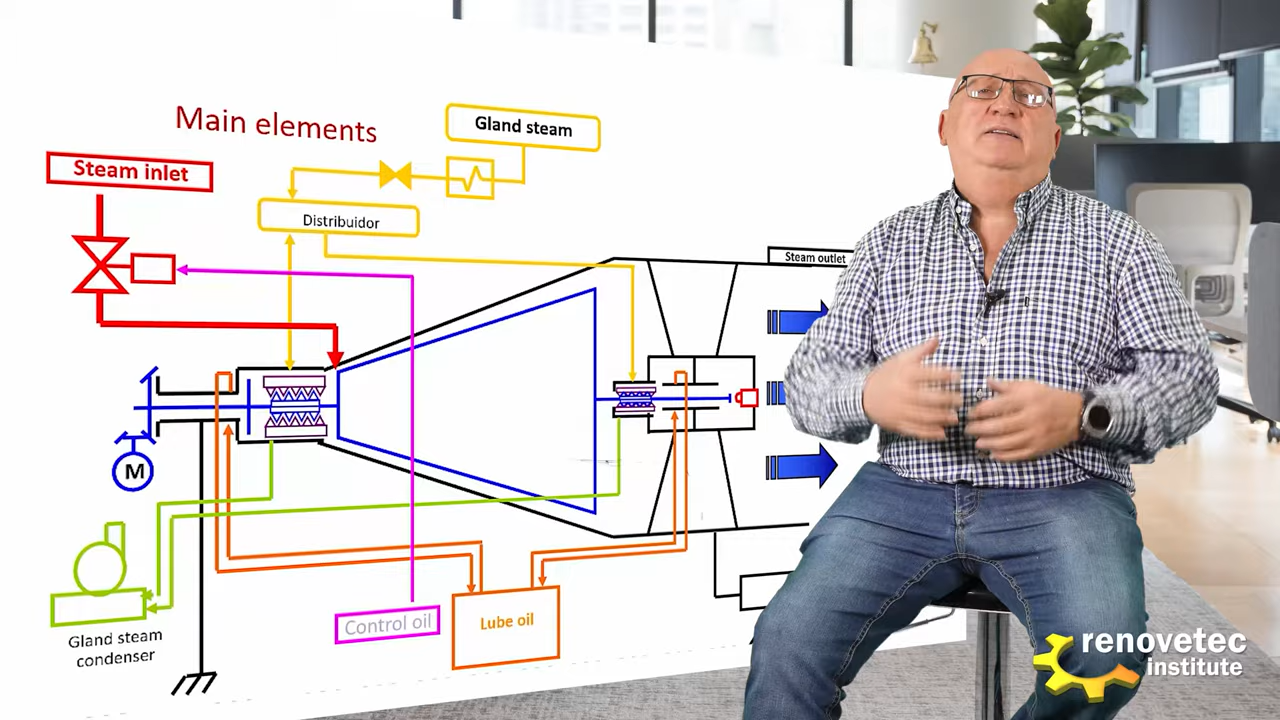 Main elements
Gland steam
Steam inlet
Distribuidor
Steam outlet
M
Control oil
Lube oil
Gland steam
condenser
renovetec
institute